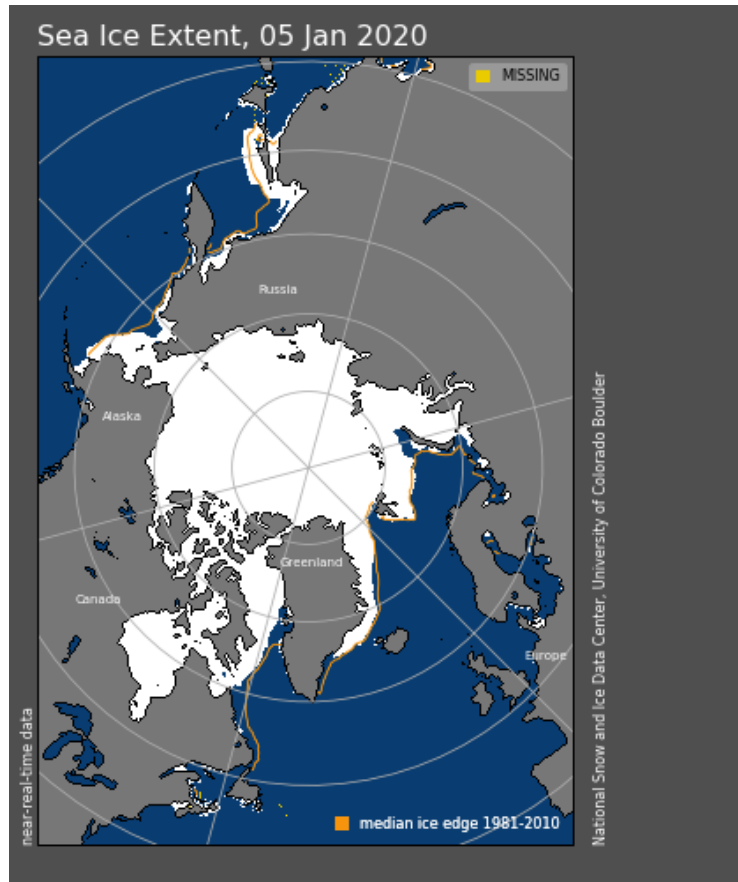 Sea Ice Extent, 05 Jan 2020
MISSING
Russia
Alaska
Greenland
Canada
Europe
near-real-time data
National Snow and Ice Data Center, University of Colorado Boulder
median ice edge 1981-2010